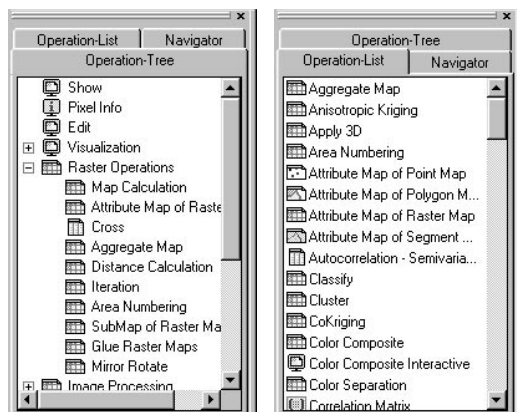 Operation-List Navigator
Operation-Tree
Show
Pixel Info
Edit
Visualization
Raster Operations
Map Calculation
Attribute Map of Raste
Cross
Aggregate Map
Distance Calculation
Iteration
Area Numbering
SubMap of Raster Ma
Glue Raster Maps
Mirror Rotate
Image Processing
Operation-Tree
Operation-List Navigator
Aggregate Map
Anisotropic Kriging
Apply 3D
Area Numbering
Attribute Map of Point Map
Attribute Map of Polygon M...
Attribute Map of Raster Map
Attribute Map of Segment ...
Autocorrelation - Semivaria...
Classify
Cluster
CoKriging
Color Composite
Color Composite Interactive
Color Separation
Correlation Matrix